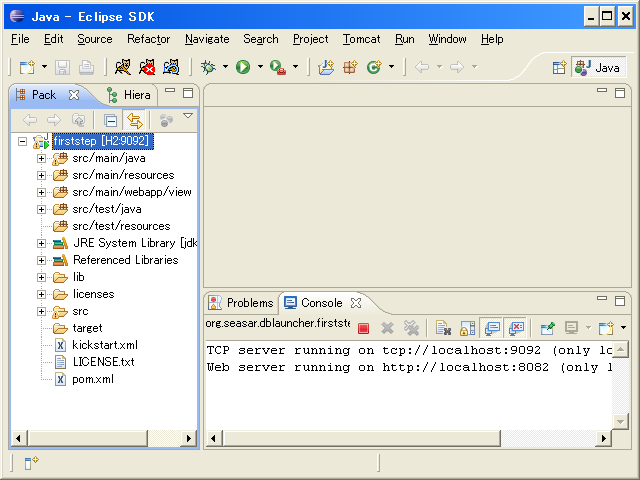 Java - Eclipse SDK
File Edit Source Refactor Navigate Search Project Tomcat Run Window Help
Java
Pack Hiera
firststep [H2:9092]
src/main/java
src/main/resources
src/main/webapp/view
src/test/java
src/test/resources
JRE System Library [jdk
Referenced Libraries
lib
licenses
src
target
kickstart.xml
LICENSE.txt
pom.xml
Problems Console
org.seasar.dblauncher.firstste
TCP server running on tcp://localhost:9092 (only lo
Web server running on http://localhost:8082 (only l